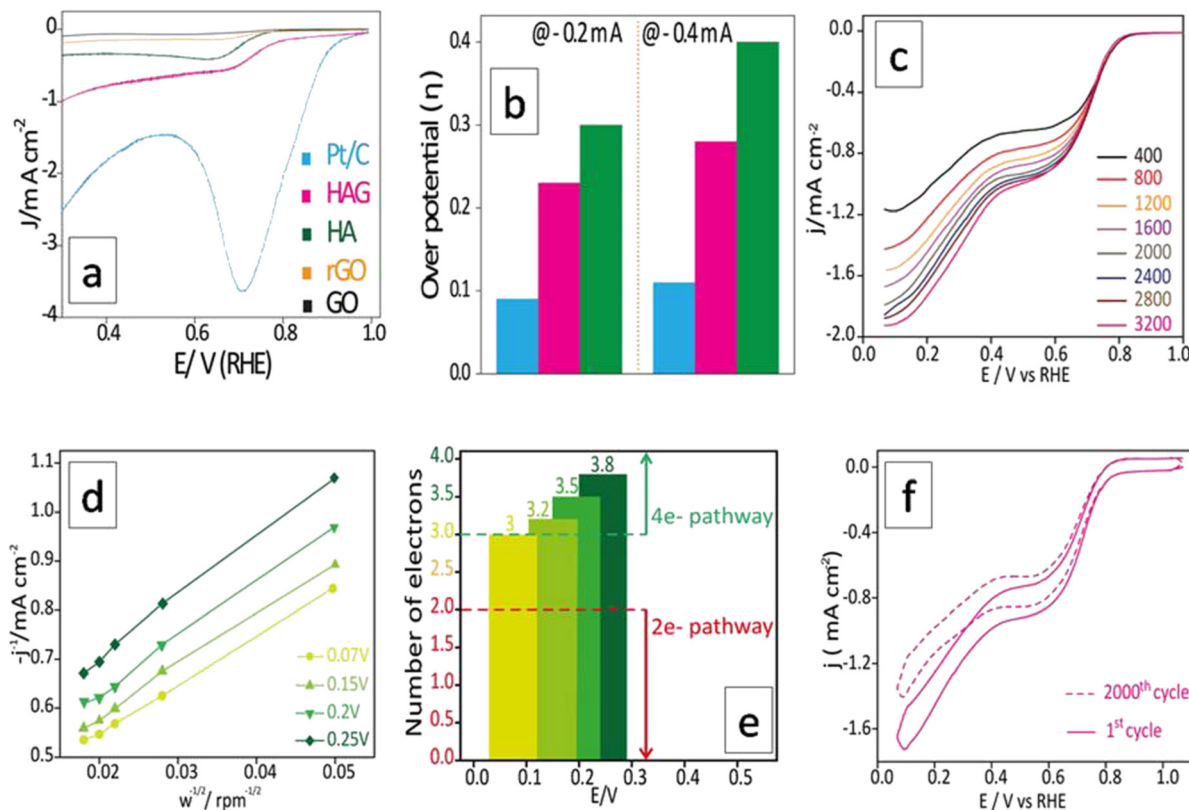 0
-1
-2
-3
-4
J/mA cm-2
Pt/C
HAG
HA
rGO
GO
a
0.4
0.6
0.8
1.0
E/ V (RHE)
@ - 0.2 mA
@ - 0.4 mA
0.4
0.3
0.2
0.1
0.0
Over potential (η)
b
c
0.0
-0.4
-0.8
-1.2
-1.6
-2.0
j/mA cm-2
400
800
1200
1600
2000
2400
2800
3200
0.0
0.2
0.4
0.6
0.8
1.0
E / V vs RHE
d
1.1
1.0
0.9
0.8
0.7
0.6
0.5
-j-1/mA cm-2
0.07V
0.15V
0.2V
0.25V
0.02
0.03
0.04
0.05
w-1/2/ rpm-1/2
4.0
3.5
3.0
2.5
2.0
1.5
1.0
0.5
0.0
Number of electrons
3
3.2
3.5
3.8
4e- pathway
2e- pathway
e
0.0
0.1
0.2
0.3
0.4
0.5
E/V
f
0.0
-0.4
-0.8
-1.2
-1.6
j ( mA cm2)
2000th cycle
1st cycle
0.0
0.2
0.4
0.6
0.8
1.0
E / V vs RHE